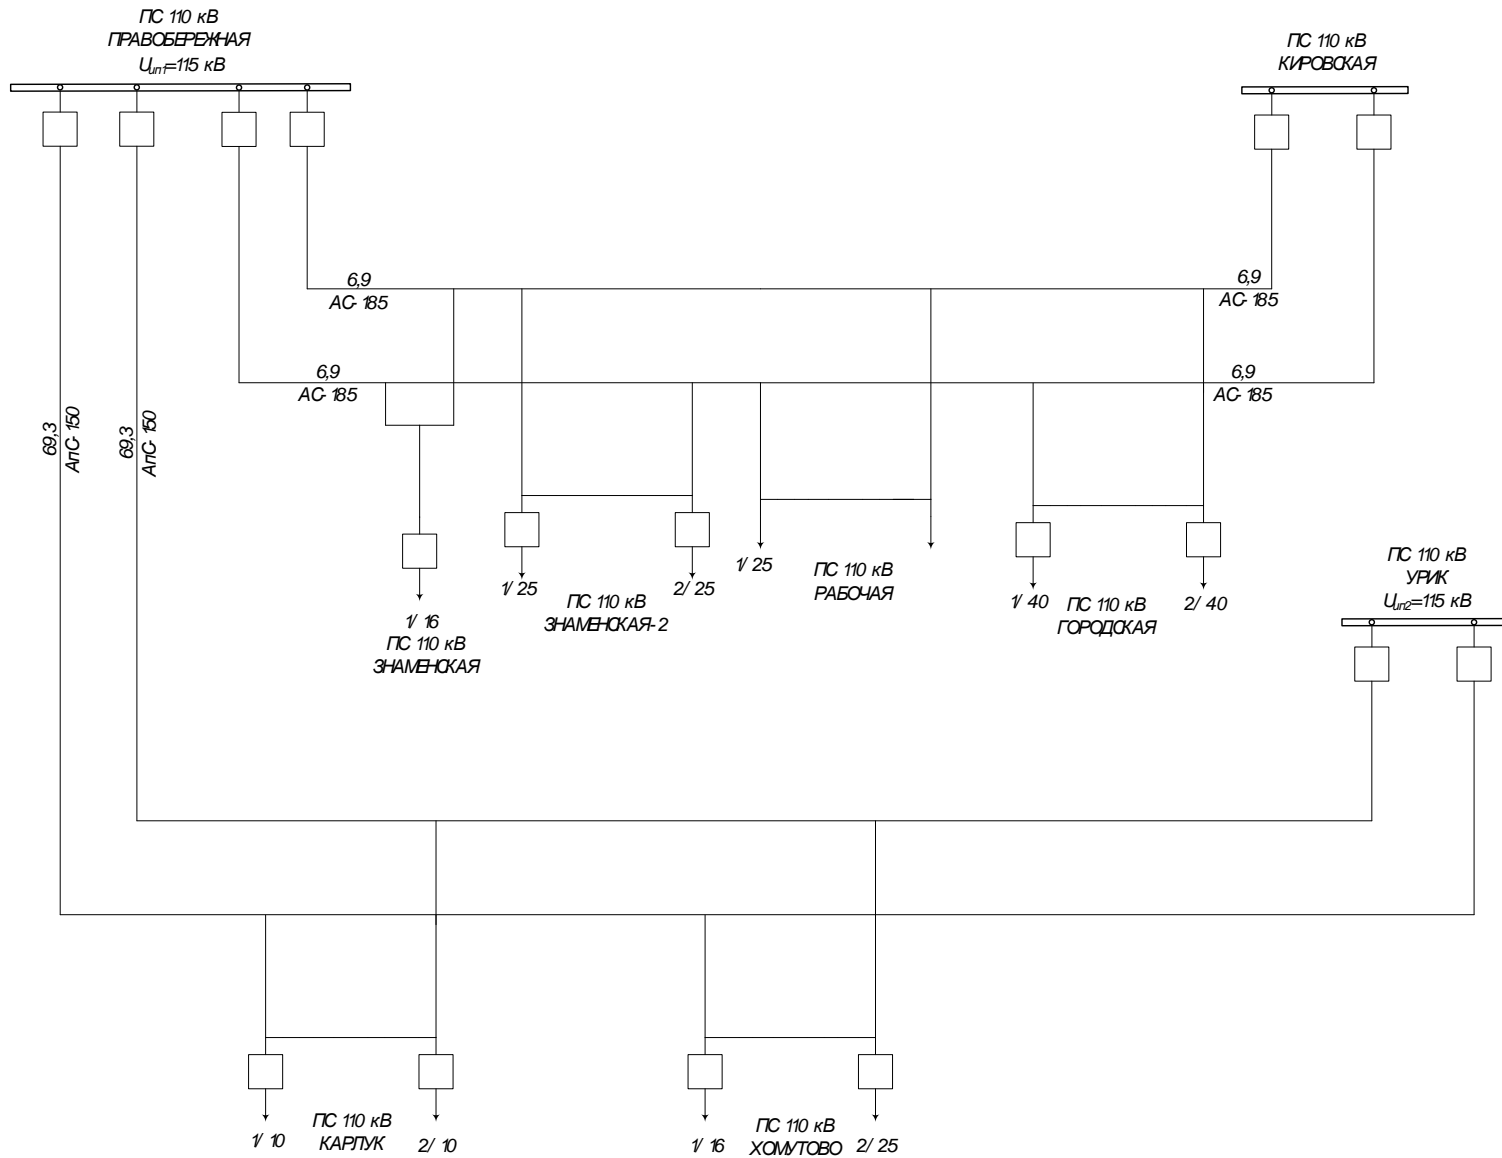 ПС 110 кВ
ПРАВОБЕРЕЖНАЯ
Uип1=115 кВ
ПС 110 кВ
КИРОВСКАЯ
6,9
АС-185
6,9
АС-185
6,9
АС-185
6,9
АС-185
69,3
АпС-150
69,3
АпС-150
1/ 16
ПС 110 кВ
ЗНАМЕНСКАЯ
1/ 25
ПС 110 кВ
ЗНАМЕНСКАЯ-2
2/ 25
1/ 25
ПС 110 кВ
РАБОЧАЯ
1/ 40
ПС 110 кВ
ГОРОДСКАЯ
2/ 40
ПС 110 кВ
УРИК
Uип2=115 кВ
1/ 10
ПС 110 кВ
КАРЛУК
2/ 10
1/ 16
ПС 110 кВ
ХОМУТОВО
2/ 25